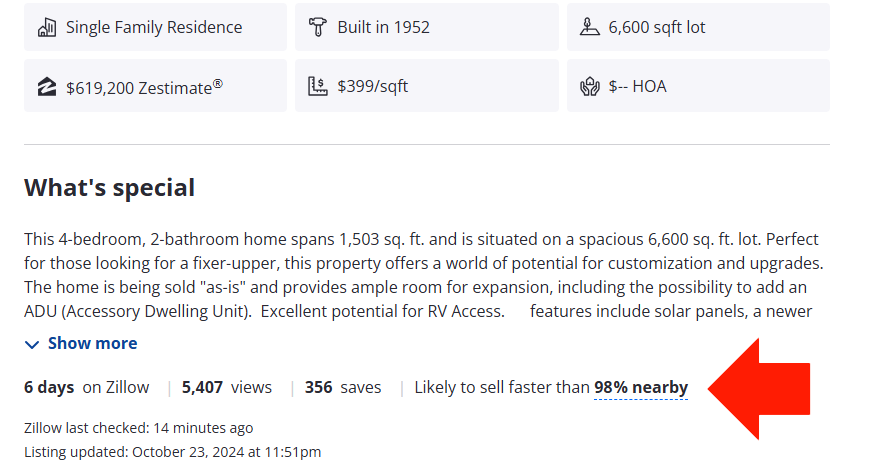 Single Family Residence
Built in 1952
6,600 sqft lot
$619,200 Zestimate®
$399/sqft
$-- HOA
What's special
This 4-bedroom, 2-bathroom home spans 1,503 sq. ft. and is situated on a spacious 6,600 sq. ft. lot. Perfect
for those looking for a fixer-upper, this property offers a world of potential for customization and upgrades.
The home is being sold "as-is" and provides ample room for expansion, including the possibility to add an
ADU (Accessory Dwelling Unit).  Excellent potential for RV Access.     features include solar panels, a newer
Show more
6 days on Zillow | 5,407 views | 356 saves | Likely to sell faster than 98% nearby
Zillow last checked: 14 minutes ago
Listing updated: October 23, 2024 at 11:51pm